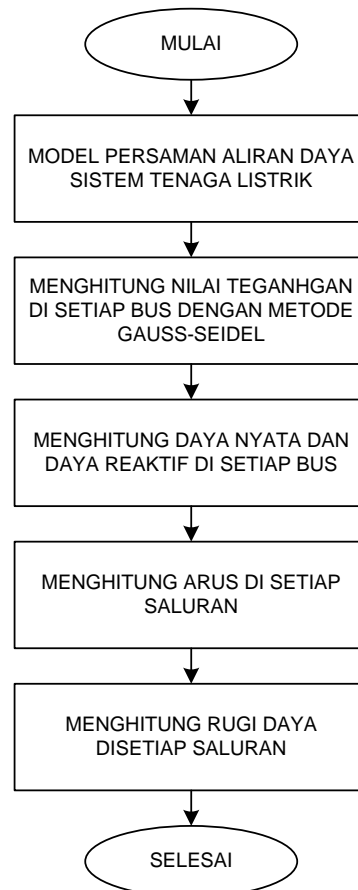 MULAI
MODEL PERSAMAN ALIRAN DAYA
SISTEM TENAGA LISTRIK
MENGHITUNG NILAI TEGANHGAN
DI SETIAP BUS DENGAN METODE
GAUSS-SEIDEL
MENGHITUNG DAYA NYATA DAN
DAYA REAKTIF DI SETIAP BUS
MENGHITUNG ARUS DI SETIAP
SALURAN
MENGHITUNG RUGI DAYA
DISETIAP SALURAN
SELESAI